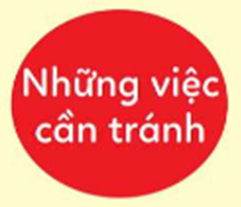 Những việc
cần tránh